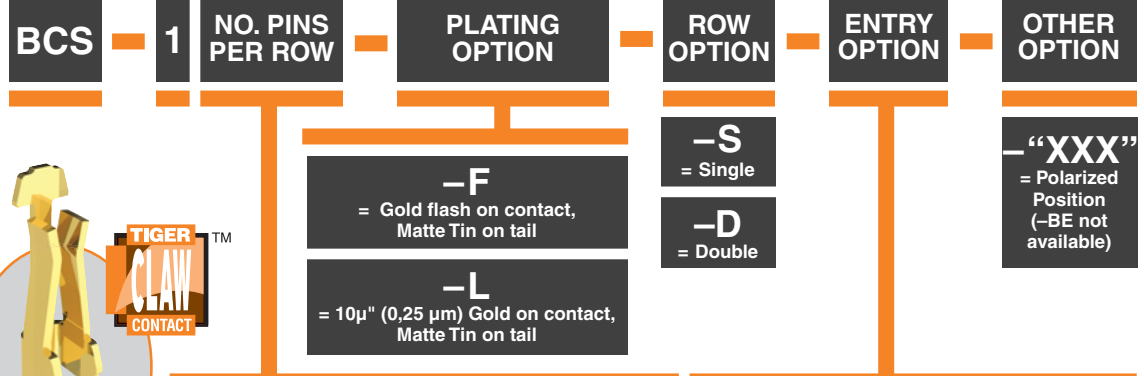 BCS – 1 NO. PINS PER ROW – PLATING OPTION – ROW OPTION – ENTRY OPTION – OTHER OPTION
–F
= Gold flash on contact,
Matte Tin on tail
–L
= 10µ" (0,25 µm) Gold on contact,
Matte Tin on tail
–S
= Single
–D
= Double
–“XXX”
= Polarized
Position
(–BE not
available)
TIGER
CLAW
CONTACT
TM